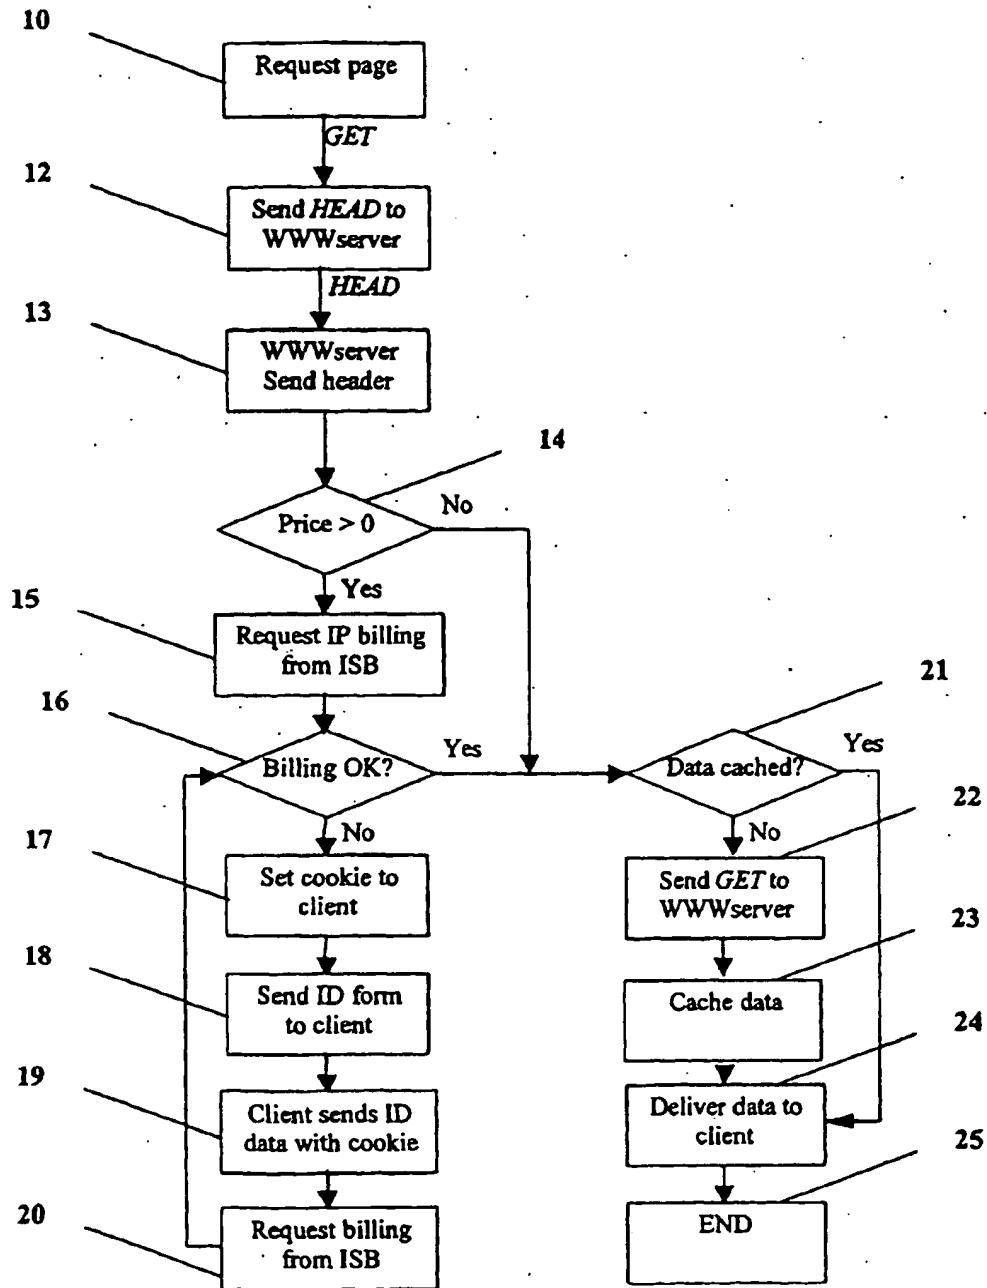 10
Request page
GET
12
Send HEAD to
WWWserver
HEAD
13
WWWserver
Send header
14
Price > 0
No
Yes
15
Request IP billing
from ISB
16
Billing OK?
Yes
21
Data cached?
Yes
No
17
Set cookie to
client
No
22
Send GET to
WWWserver
18
Send ID form
to client
23
Cache data
19
Client sends ID
data with cookie
24
Deliver data to
client
20
Request billing
from ISB
25
END